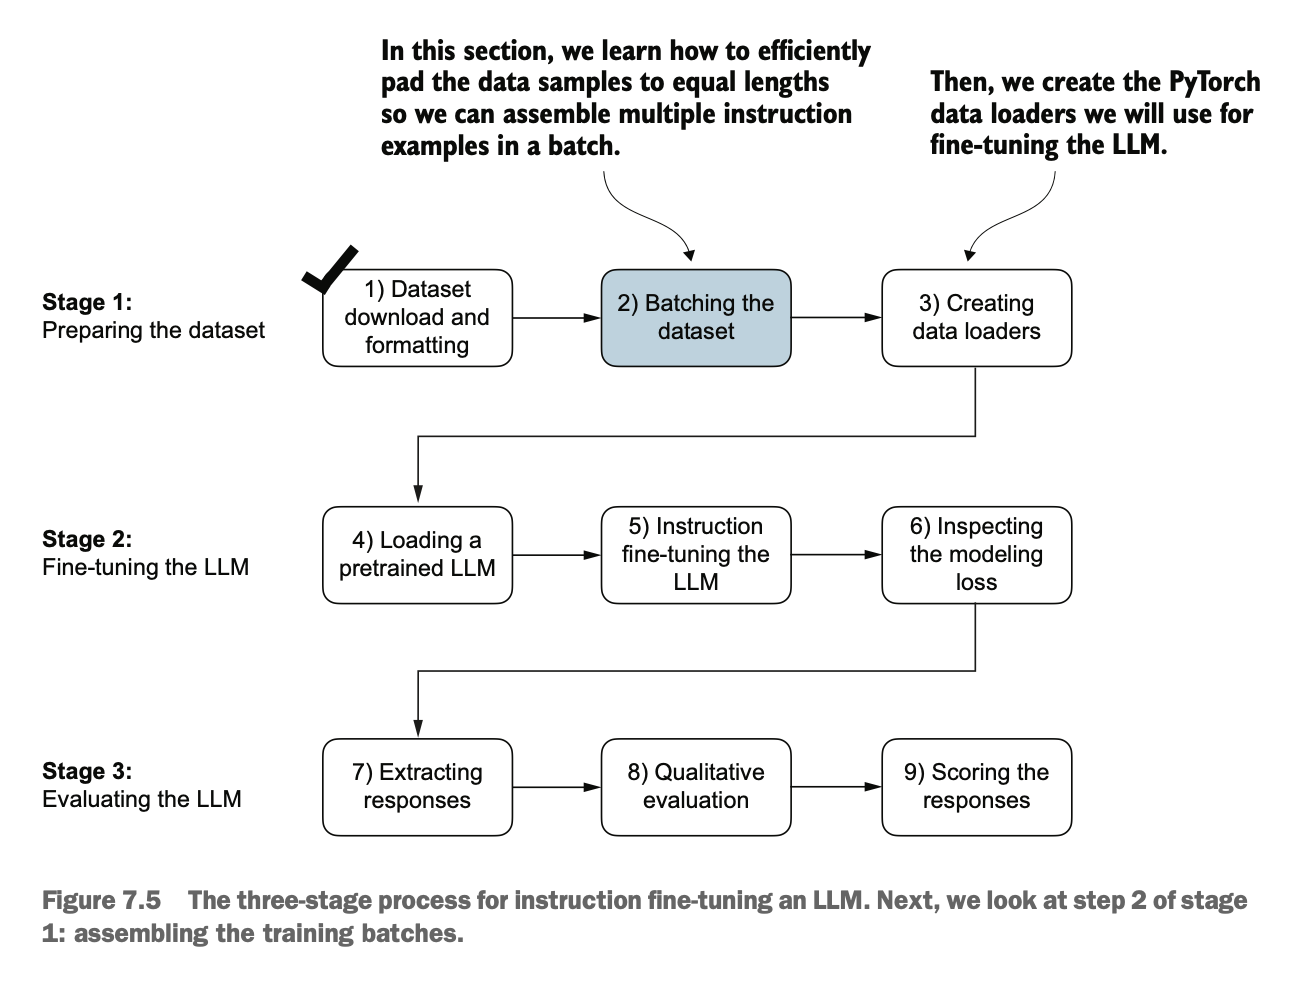 In this section, we learn how to efficiently
pad the data samples to equal lengths
so we can assemble multiple instruction
examples in a batch.
Then, we create the PyTorch
data loaders we will use for
fine-tuning the LLM.
Stage 1:
Preparing the dataset
1) Dataset
download and
formatting
2) Batching the
dataset
3) Creating
data loaders
Stage 2:
Fine-tuning the LLM
4) Loading a
pretrained LLM
5) Instruction
fine-tuning the
LLM
6) Inspecting
the modeling
loss
Stage 3:
Evaluating the LLM
7) Extracting
responses
8) Qualitative
evaluation
9) Scoring the
responses
Figure 7.5 The three-stage process for instruction fine-tuning an LLM. Next, we look at step 2 of stage
1: assembling the training batches.